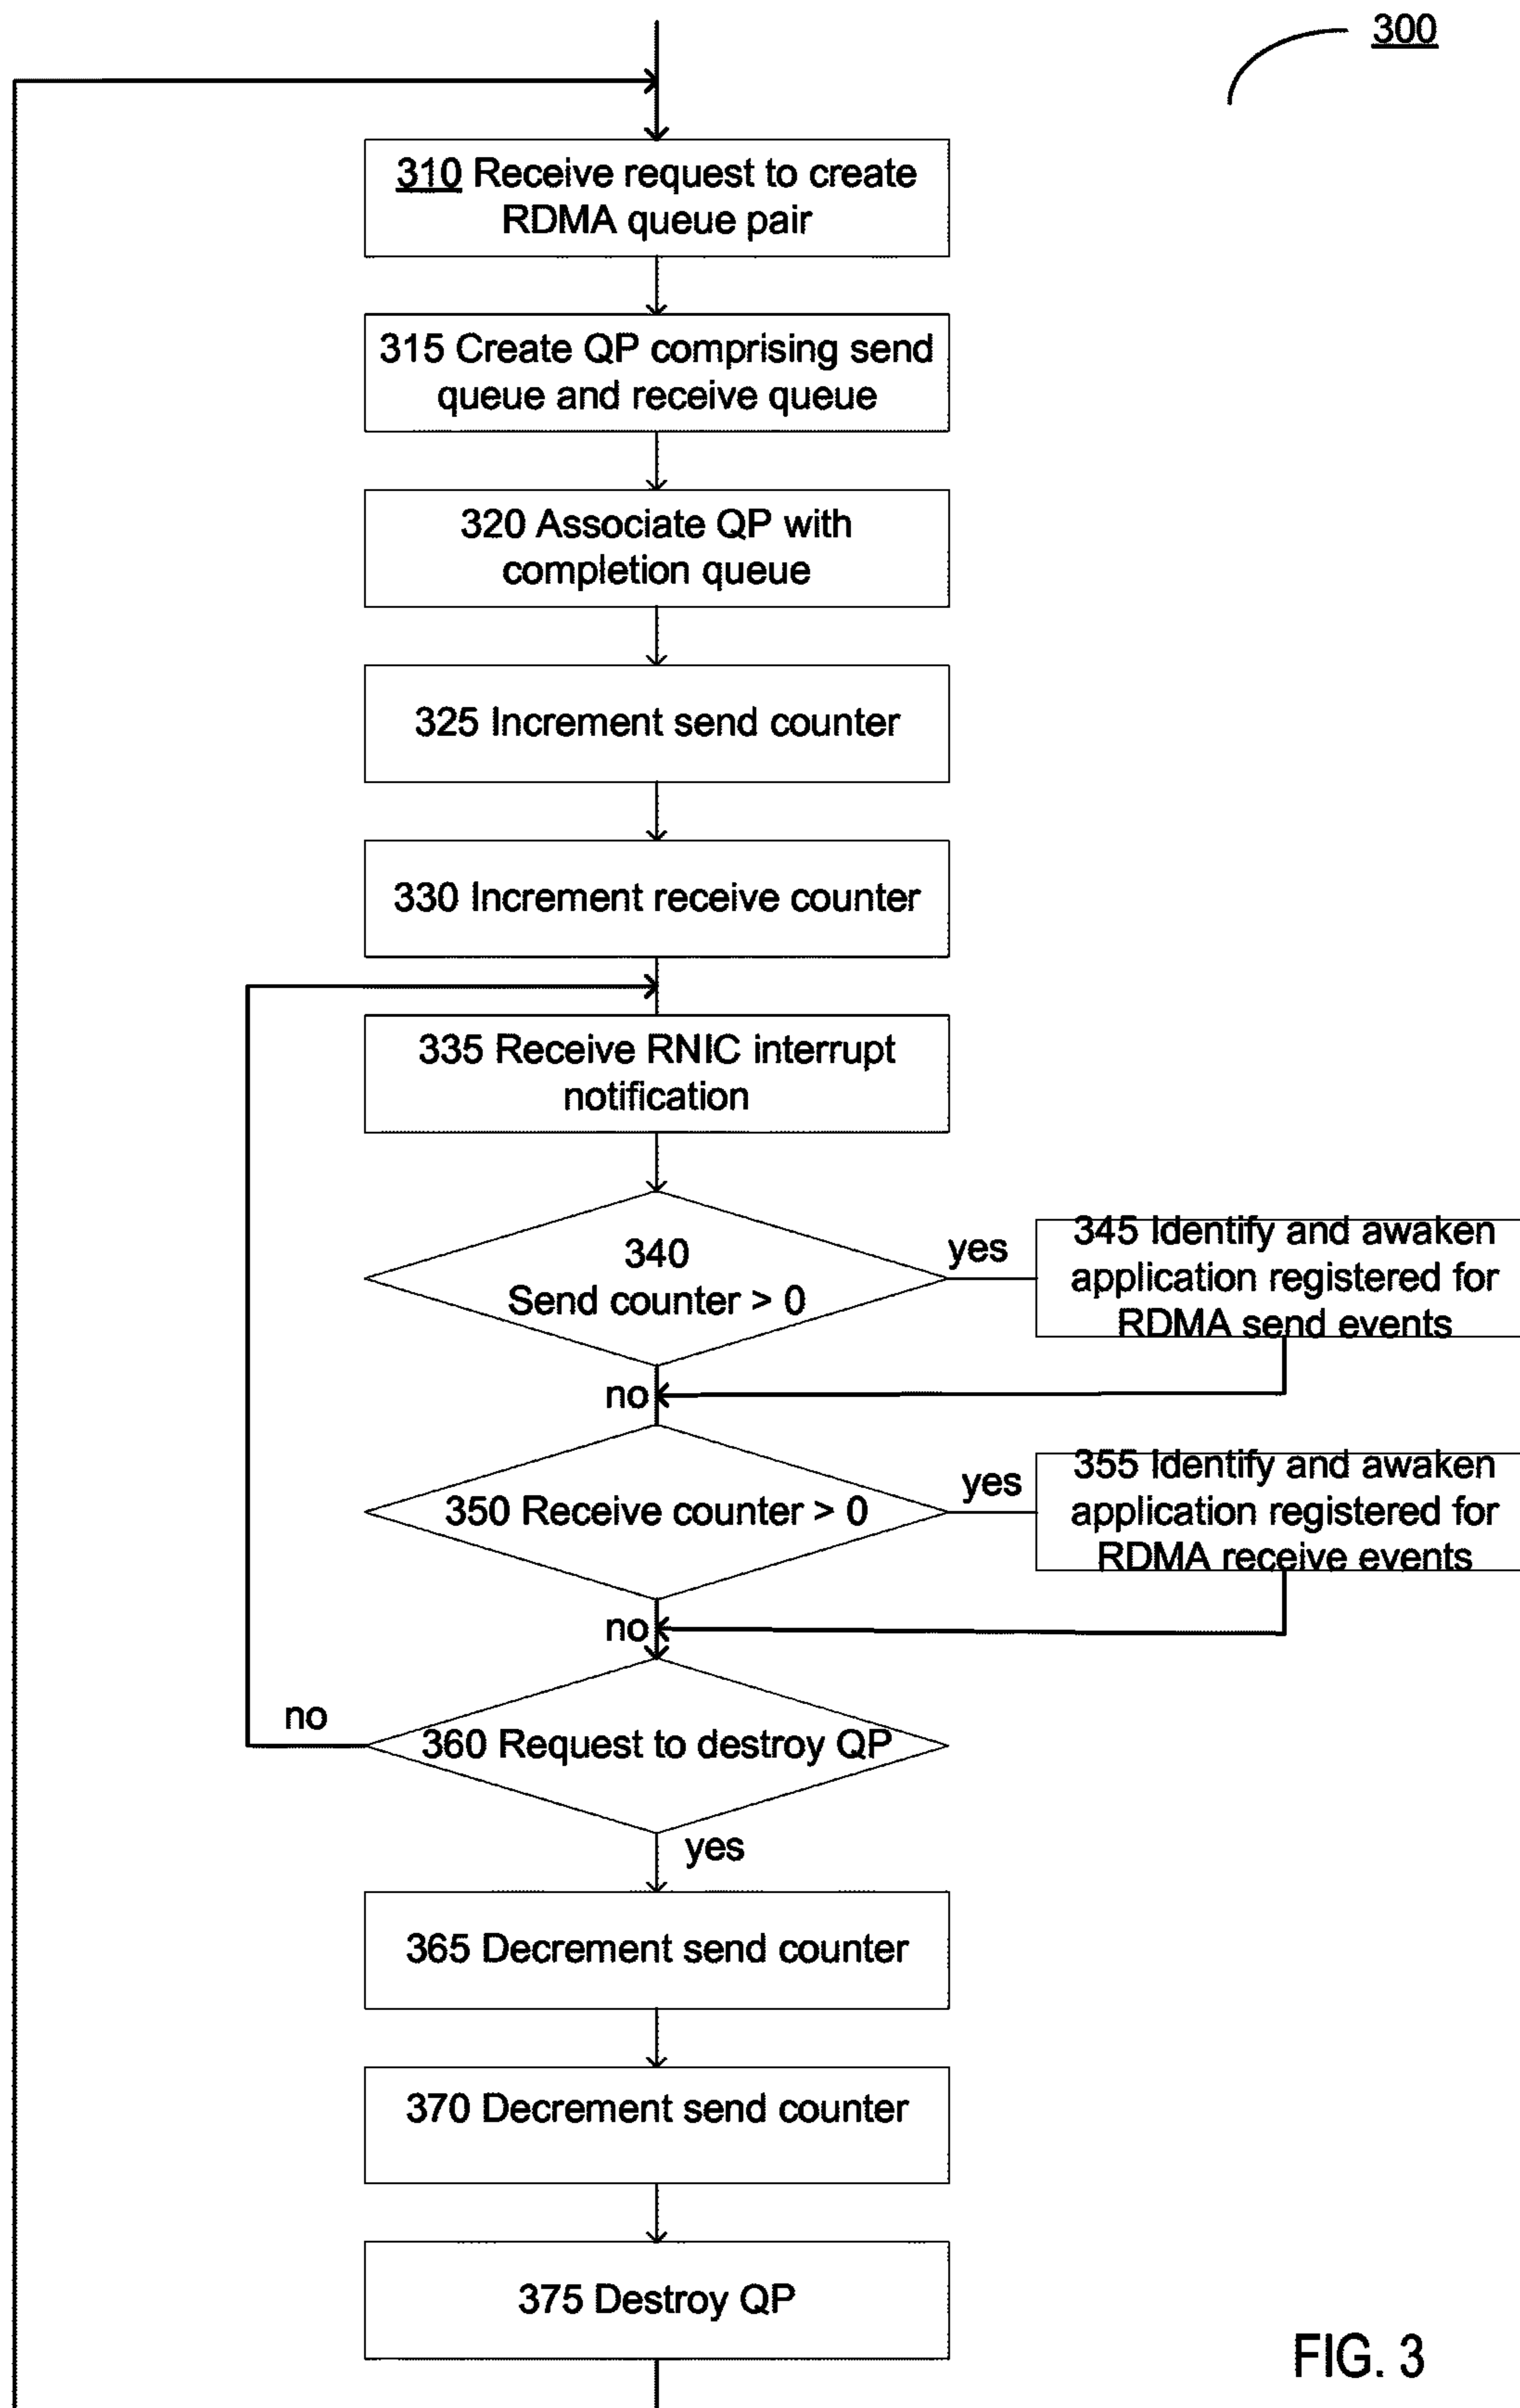 300
310 Receive request to create
RDMA queue pair
315 Create QP comprising send
queue and receive queue
320 Associate QP with
completion queue
325 Increment send counter
330 Increment receive counter
335 Receive RNIC interrupt
notification
340
Send counter > 0
yes
345 Identify and awaken
application registered for
RDMA send events
no
350 Receive counter > 0
yes
355 Identify and awaken
application registered for
RDMA receive events
no
360 Request to destroy QP
no
yes
365 Decrement send counter
370 Decrement send counter
375 Destroy QP
FIG. 3